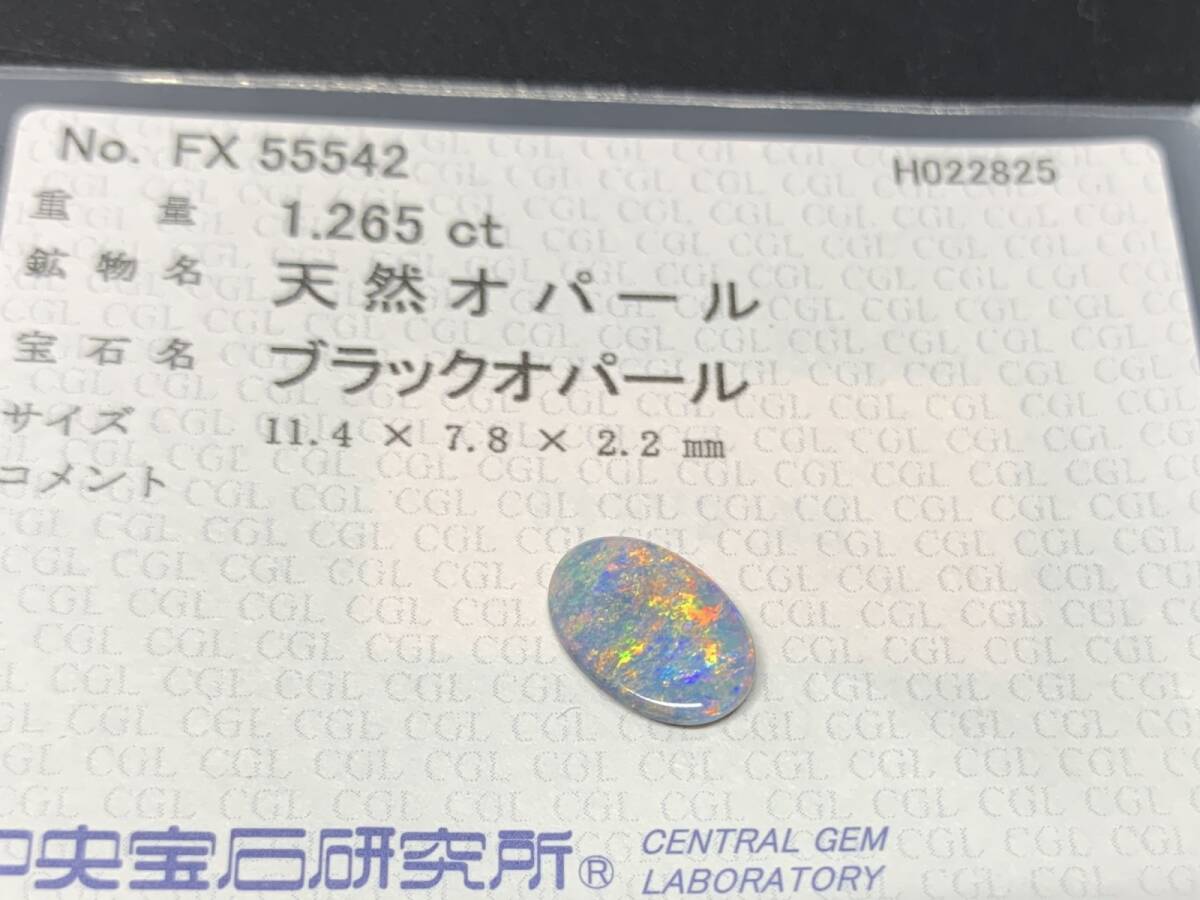 No. FX 55542 H022825
重量 1.265 ct
鉱物名 天然オパール
宝石名 ブラックオパール
サイズ 11.4 × 7.8 × 2.2 mm
コメント
中央宝石研究所® CENTRAL GEM
LABORATORY